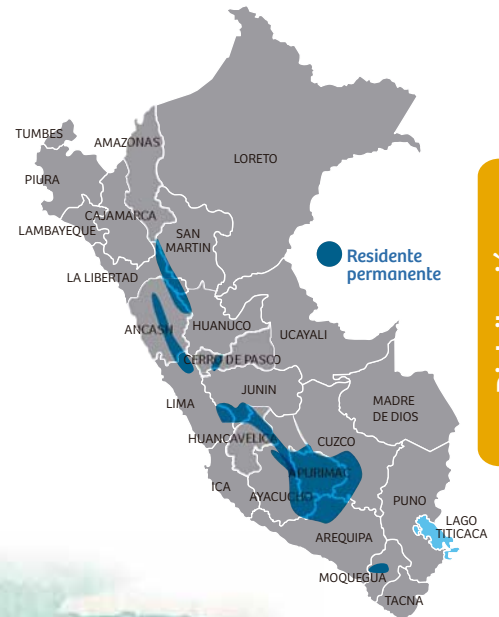 TUMBES
AMAZONAS
LORETO
PIURA
CAJAMARCA
LAMBAYEQUE
SAN
MARTIN
LA LIBERTAD
Residente
permanente
ANCASH
HUANUCO
UCAYALI
CERRO DE PASCO
JUNIN
LIMA
MADRE
DE DIOS
HUANCAVELICA
CUZCO
APURIMAC
ICA
AYACUCHO
PUNO
LAGO
TITICACA
AREQUIPA
MOQUEGUA
TACNA